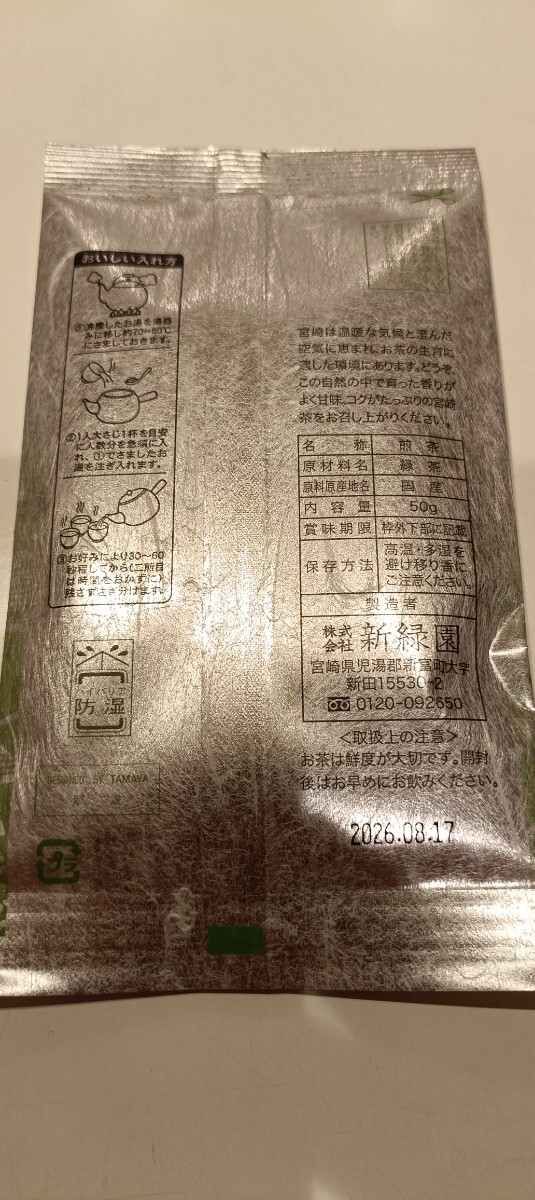 おいしい入れ方
①沸騰したお湯を湯呑
みに移し約70〜80℃
にさましておきます。
②1人大さじ1杯を目安
に人数分を急須に入
れ、①でさましたお
湯を注ぎ入れます。
③お好みにより30〜60
秒程してから(二煎目
は時間をおかずに)
残さずつぎ分けます。
ハイバリア
防湿
DESIGNED BY TAMAYA
プラ
宮崎は温暖な気候と澄んだ
空気に恵まれ、お茶の生育に
適した環境にあります。どうぞ
この自然の中で育った香りが
よく甘味、コクがたっぷりの宮崎
茶をお召し上がりください。
名称 煎茶
原材料名 緑茶
原料原産地名 国産
内容量 50g
賞味期限 枠外下部に記載
保存方法 高温・多湿を
避け移り香に
ご注意ください。
製造者
株式会社 新緑園
宮崎県児湯郡新富町大字
新田15530-2
0120-092650
<取扱上の注意>
お茶は鮮度が大切です。開封
後はお早めにお飲みください。
2026.08.17